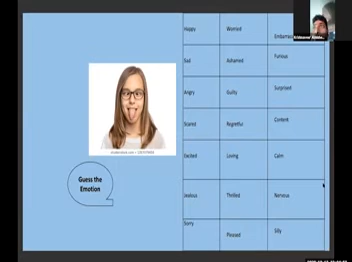 Happy Worried
Sad Ashamed Furious
Angry Guilty Surprised
Scared Regretful Content
Excited Loving Calm
Guess the
Emotion
Jealous Thrilled Nervous
Sorry Pleased Silly